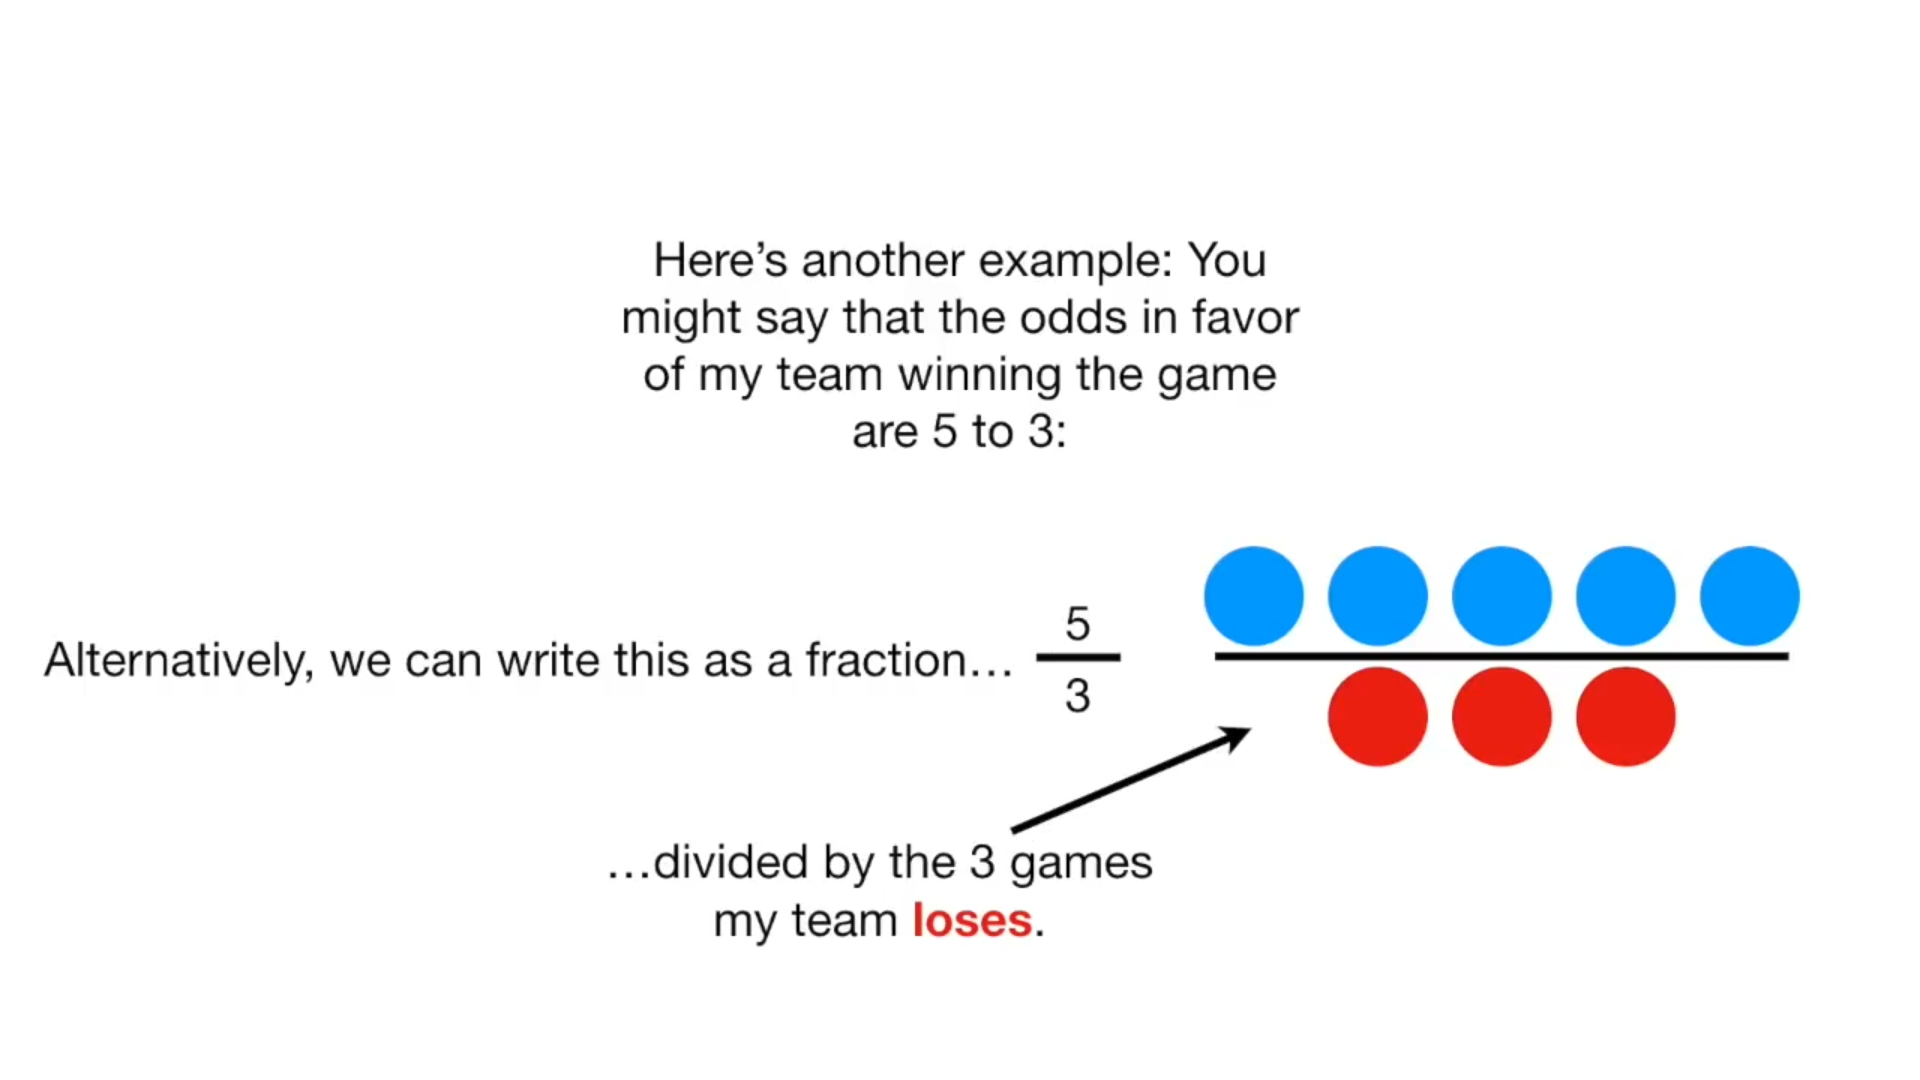 Here’s another example: You
might say that the odds in favor
of my team winning the game
are 5 to 3:
Alternatively, we can write this as a fraction…
5
3
…divided by the 3 games
my team loses.